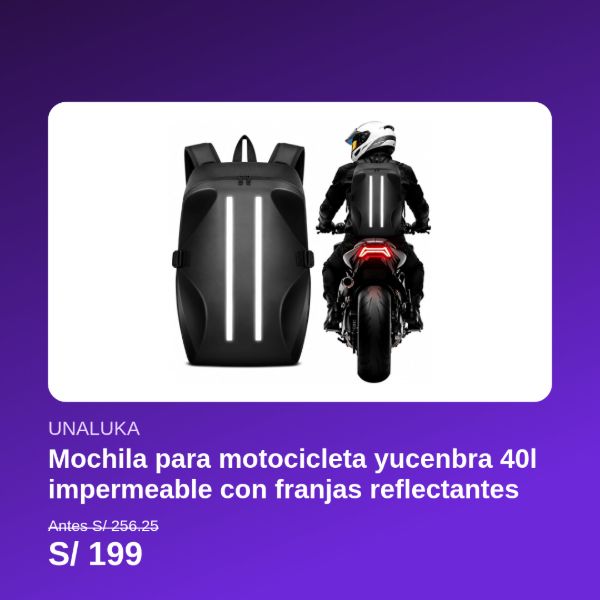 UNALUKA
Mochila para motocicleta yucenbra 40l
impermeable con franjas reflectantes
Antes S/ 256.25
S/ 199